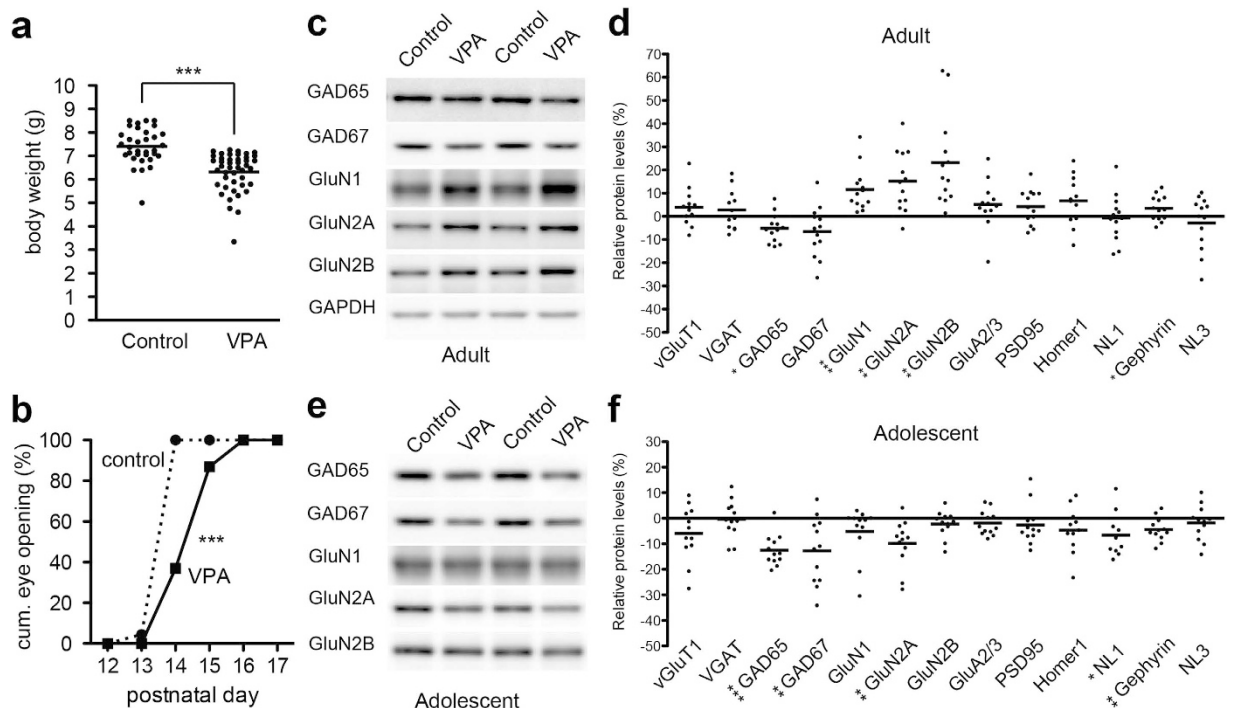 a
***
body weight (g)
10
9
8
7
6
5
4
3
2
1
0
Control VPA
b
cum. eye opening (%)
100
80
60
40
20
0
control
***
VPA
12 13 14 15 16 17
postnatal day
c
Control VPA Control VPA
GAD65
GAD67
GluN1
GluN2A
GluN2B
GAPDH
Adult
d
Adult
Relative protein levels (%)
70
60
50
40
30
20
10
0
-10
-20
-30
-40
-50
vGluT1 VGAT * GAD65 GAD67 *** GluN1 ** GluN2A ** GluN2B GluA2/3 PSD95 Homer1 NL1 * Gephyrin NL3
e
Control VPA Control VPA
GAD65
GAD67
GluN1
GluN2A
GluN2B
Adolescent
f
Adolescent
Relative protein levels (%)
30
20
10
0
-10
-20
-30
-40
-50
vGluT1 VGAT *** GAD65 ** GAD67 GluN1 ** GluN2A GluN2B GluA2/3 PSD95 Homer1 * NL1 ** Gephyrin NL3